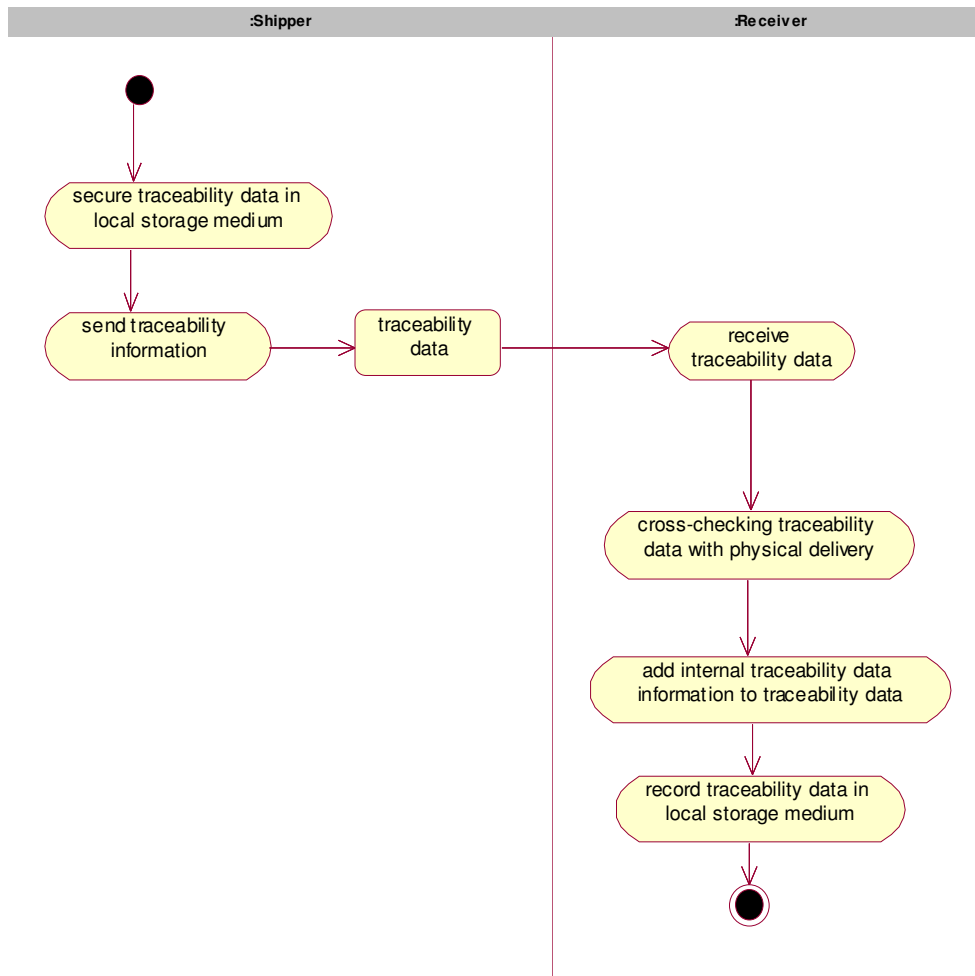 :Shipper
:Receiver
secure traceability data in
local storage medium
send traceability
information
traceability
data
receive
traceability data
cross-checking traceability
data with physical delivery
add internal traceability data
information to traceability data
record traceability data in
local storage medium